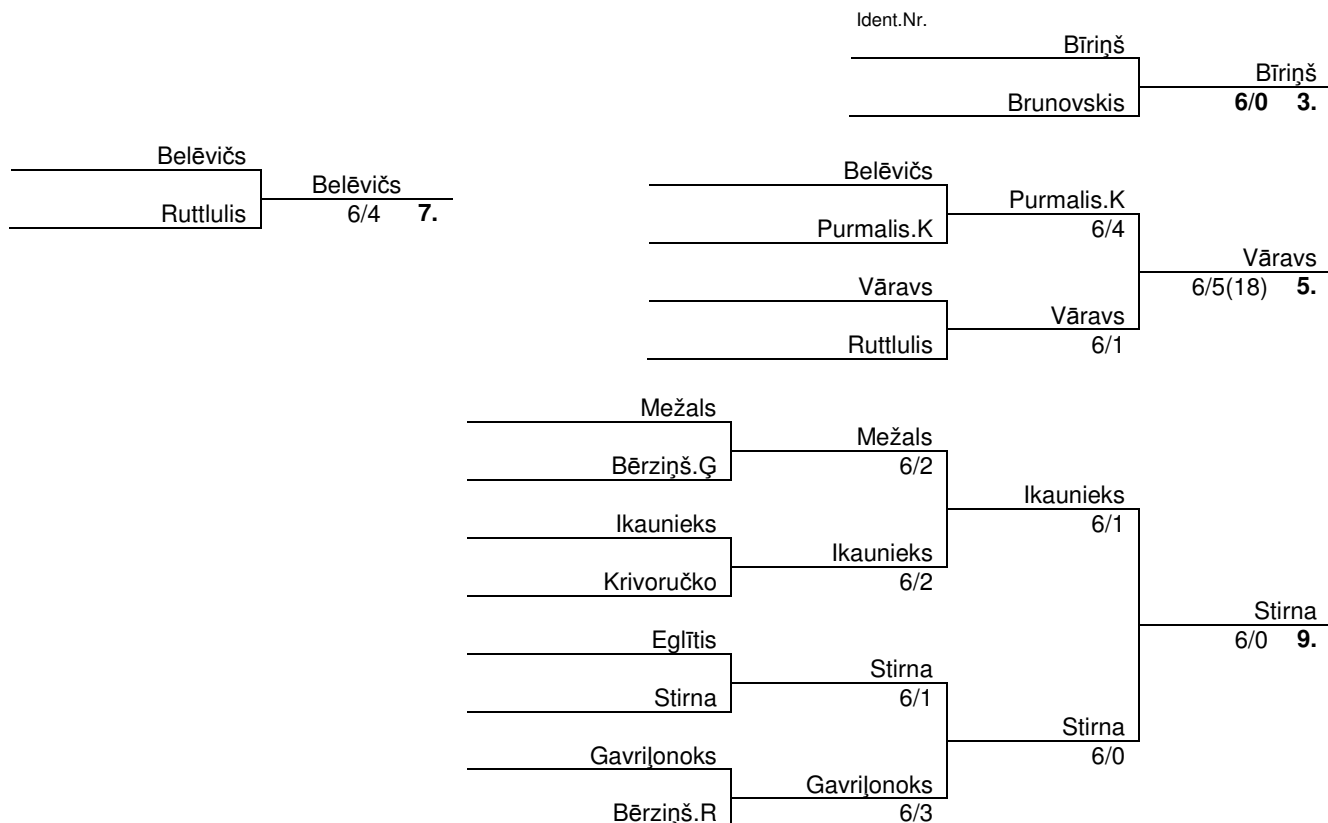 Ident.Nr.
Bīriņš
Bīriņš
6/0 3.
Brunovskis
Belēvičs
Belēvičs
6/4 7.
Ruttlulis
Belēvičs
Purmalis.K
6/4
Purmalis.K
Vāravs
6/5(18) 5.
Vāravs
Vāravs
6/1
Ruttlulis
Mežals
Mežals
6/2
Bērziņš.Ģ
Ikaunieks
6/1
Ikaunieks
Ikaunieks
6/2
Krivoručko
Stirna
6/0 9.
Eglītis
Stirna
6/1
Stirna
Stirna
6/0
Gavriļonoks
Gavriļonoks
6/3
Bērziņš.R